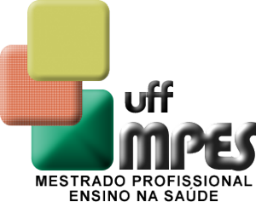 uff
MPES
MESTRADO PROFISSIONAL
ENSINO NA SAÚDE